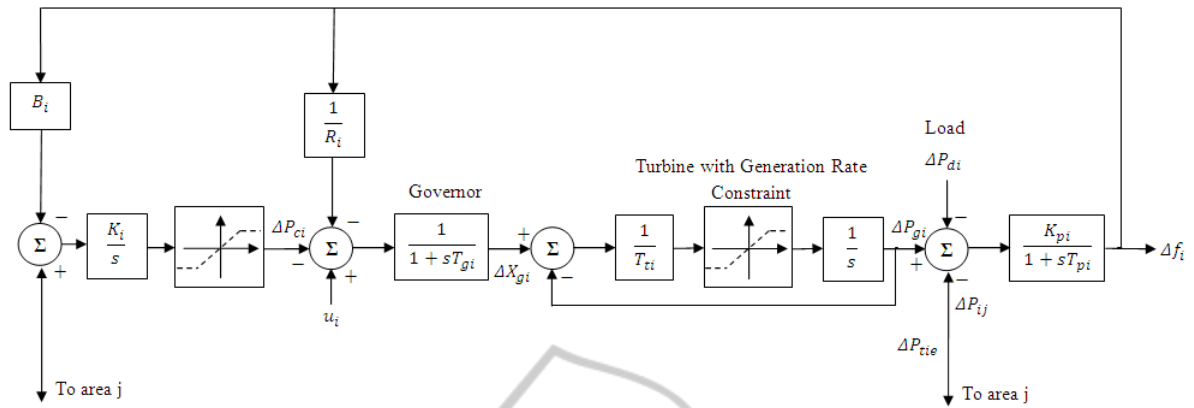 B_i
1
R_i
Load
ΔP_di
Turbine with Generation Rate
Constraint
Governor
−
Σ
+
K_i
s
ΔP_ci
−
−
Σ
+
u_i
1
1 + sT_gi
ΔX_gi
+
Σ
−
1
T_ti
1
s
ΔP_gi
+
−
Σ
−
K_pi
1 + sT_pi
Δf_i
ΔP_ij
ΔP_tie
To area j
To area j